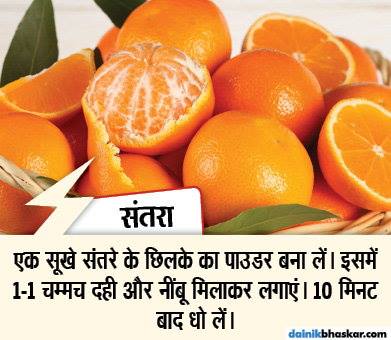 संतरा
एक सूखे संतरे के छिलके का पाउडर बना लें। इसमें
1-1 चम्मच दही और नींबू मिलाकर लगाएं। 10 मिनट
बाद धो लें।
dainikbhaskar.com